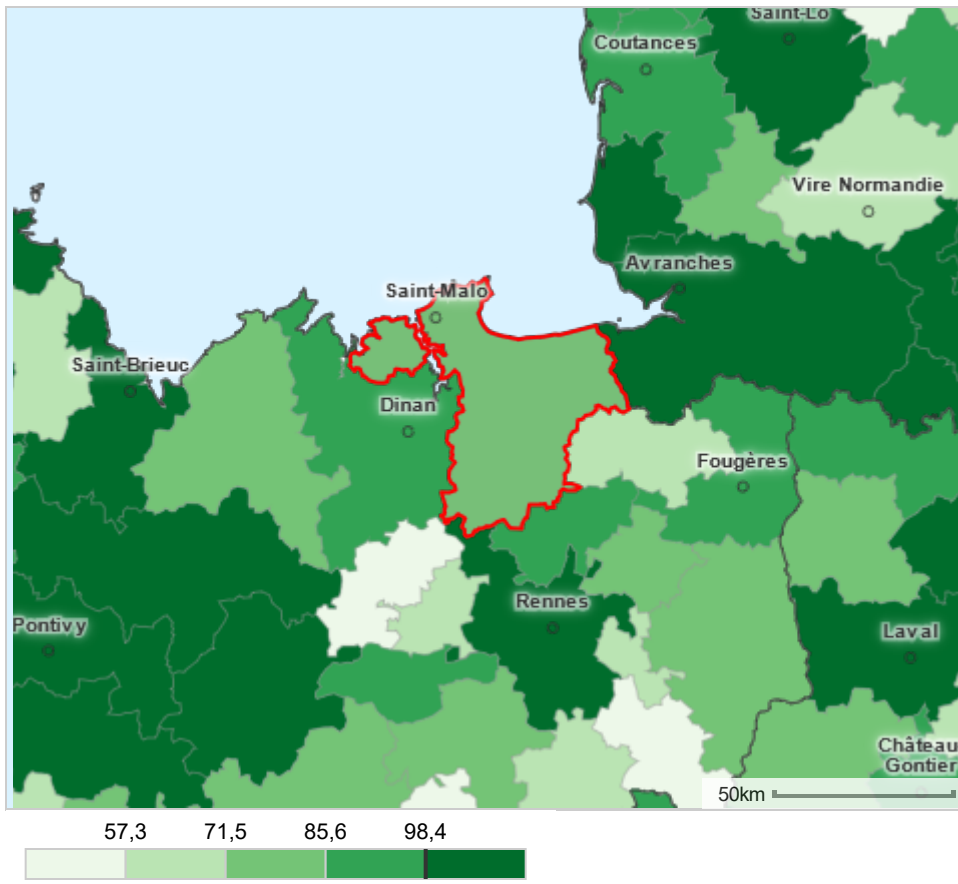 Saint-Lô
Coutances
Vire Normandie
Avranches
Saint-Malo
Saint-Brieuc
Dinan
Fougères
Rennes
Pontivy
Laval
Château
Gontier
50km
57,3 71,5 85,6 98,4